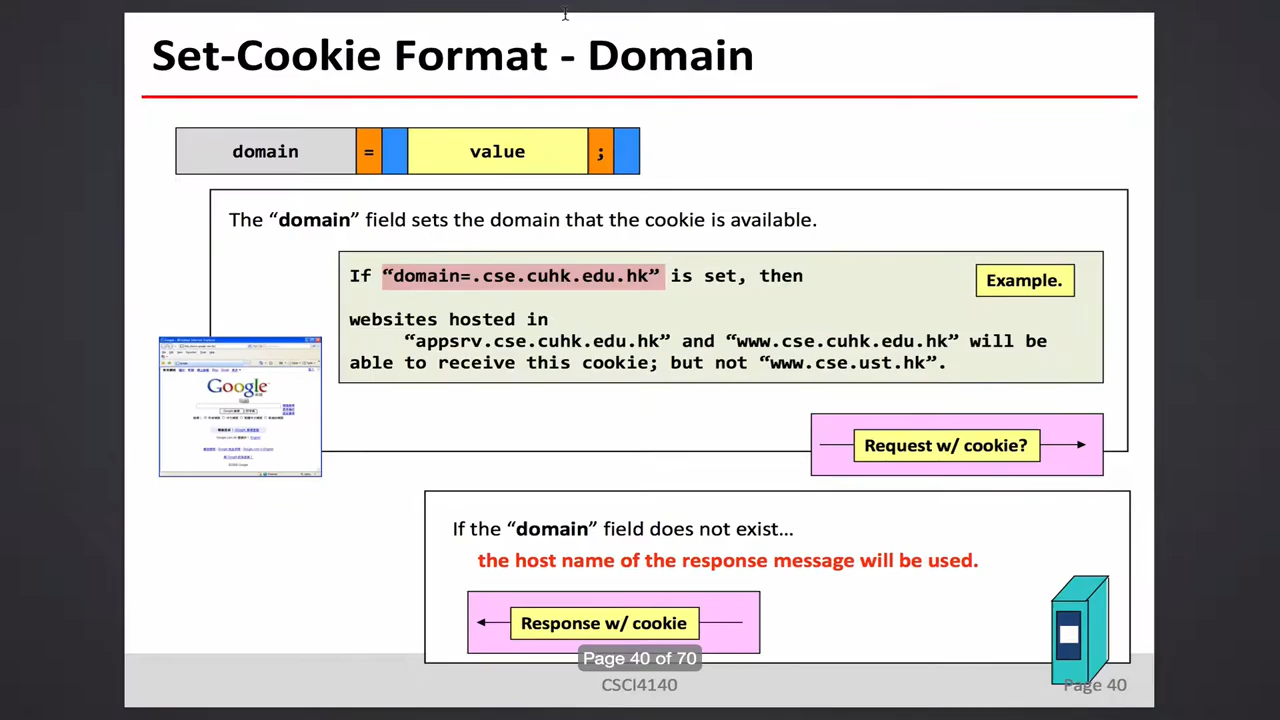 Set-Cookie Format - Domain
domain = value ;
The “domain” field sets the domain that the cookie is available.
If “domain=.cse.cuhk.edu.hk” is set, then
Example.
websites hosted in
“appsrv.cse.cuhk.edu.hk” and “www.cse.cuhk.edu.hk” will be
able to receive this cookie; but not “www.cse.ust.hk”.
Google
Request w/ cookie?
If the “domain” field does not exist…
the host name of the response message will be used.
Response w/ cookie
Page 40 of 70
CSCI4140
Page 40